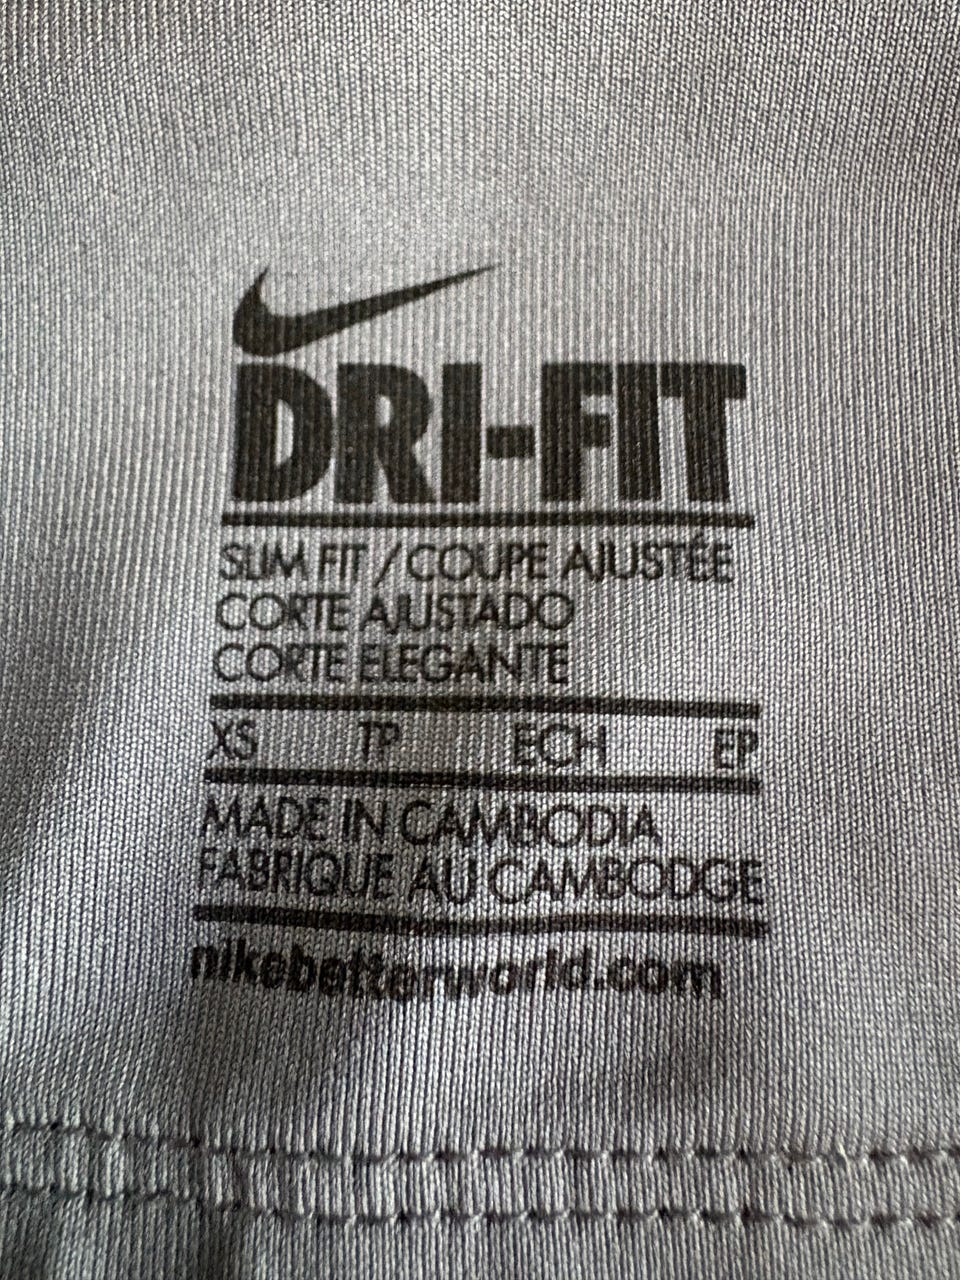 DRI-FIT
SLIM FIT / COUPE AJUSTÉE
CORTE AJUSTADO
CORTE ELEGANTE
XS TP ECH EP
MADE IN CAMBODIA
FABRIQUE AU CAMBODGE
nikebetterworld.com